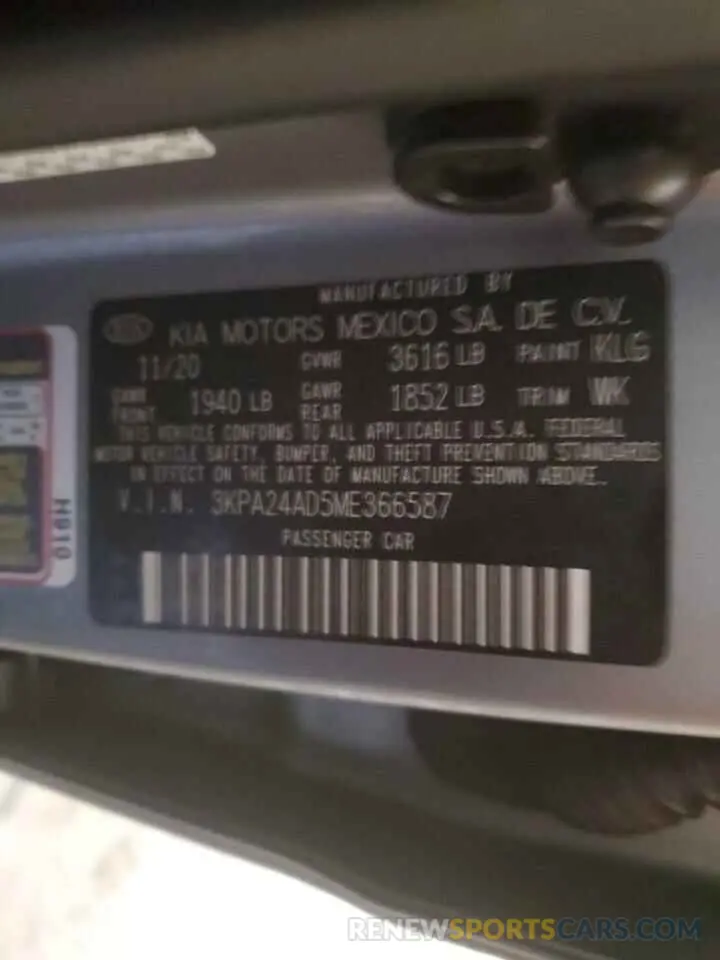 MANUFACTURED BY
KIA KIA MOTORS MEXICO S.A. DE C.V.
11/20 GVWR 3616 LB PAINT KLG
GAWR FRONT 1940 LB GAWR REAR 1852 LB TRIM WK
THIS VEHICLE CONFORMS TO ALL APPLICABLE U.S.A. FEDERAL
MOTOR VEHICLE SAFETY, BUMPER, AND THEFT PREVENTION STANDARDS
IN EFFECT ON THE DATE OF MANUFACTURE SHOWN ABOVE.
V.I.N. 3KPA24AD5ME366587
PASSENGER CAR
H910
RENEWSPORTSCARS.COM